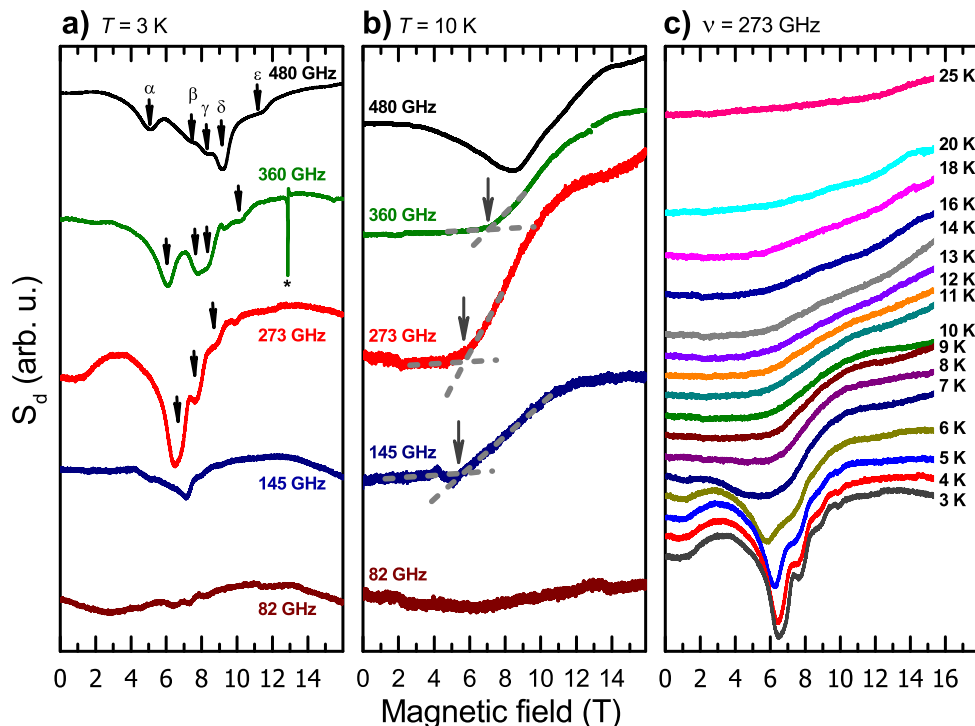 a) T = 3 K
b) T = 10 K
c) ν = 273 GHz
S_d (arb. u.)
α
β
γ
δ
ε
480 GHz
360 GHz
*
273 GHz
145 GHz
82 GHz
480 GHz
360 GHz
273 GHz
145 GHz
82 GHz
25 K
20 K
18 K
16 K
14 K
13 K
12 K
11 K
10 K
9 K
8 K
7 K
6 K
5 K
4 K
3 K
0 2 4 6 8 10 12 14
0 2 4 6 8 10 12 14
0 2 4 6 8 10 12 14 16
Magnetic field (T)